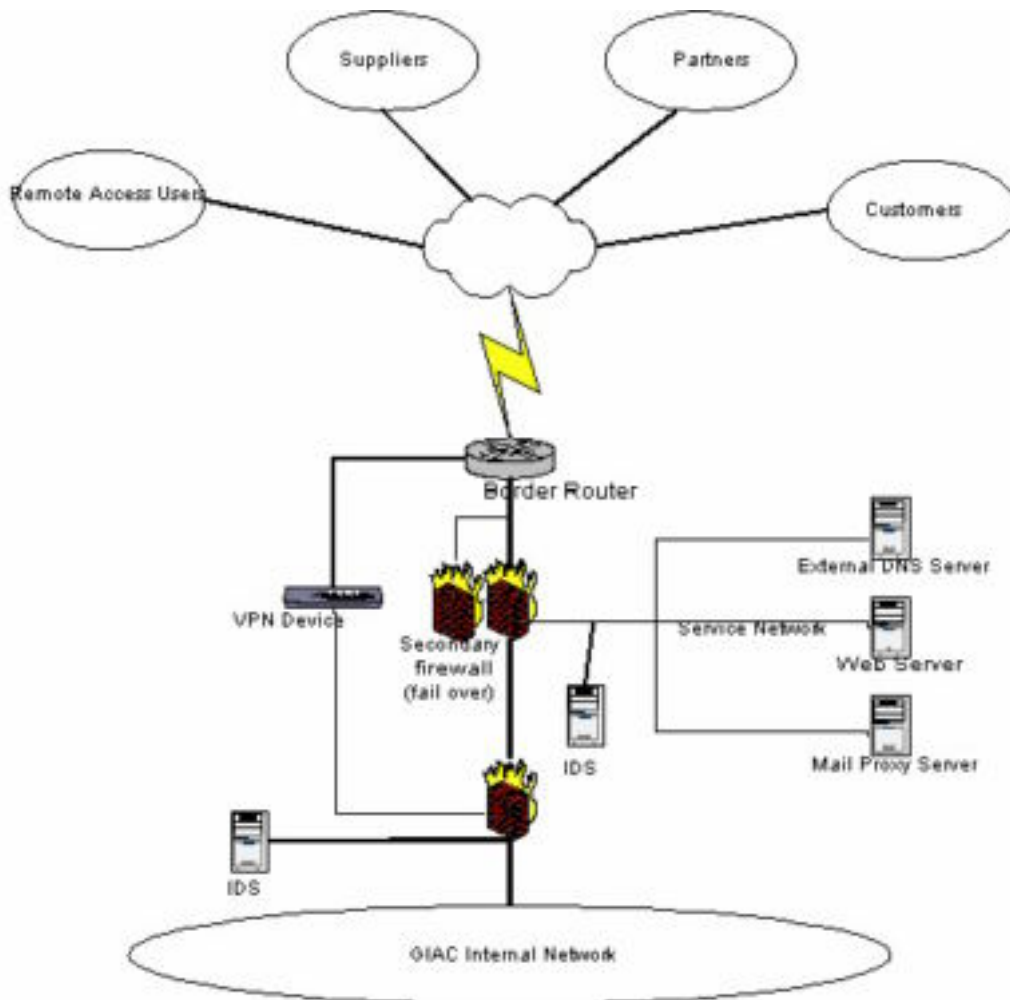 Suppliers
Partners
Remote Access Users
Customers
Border Router
External DNS Server
VPN Device
Secondary
firewall
(fail over)
Service Network
Web Server
IDS
Mail Proxy Server
IDS
GIAC Internal Network